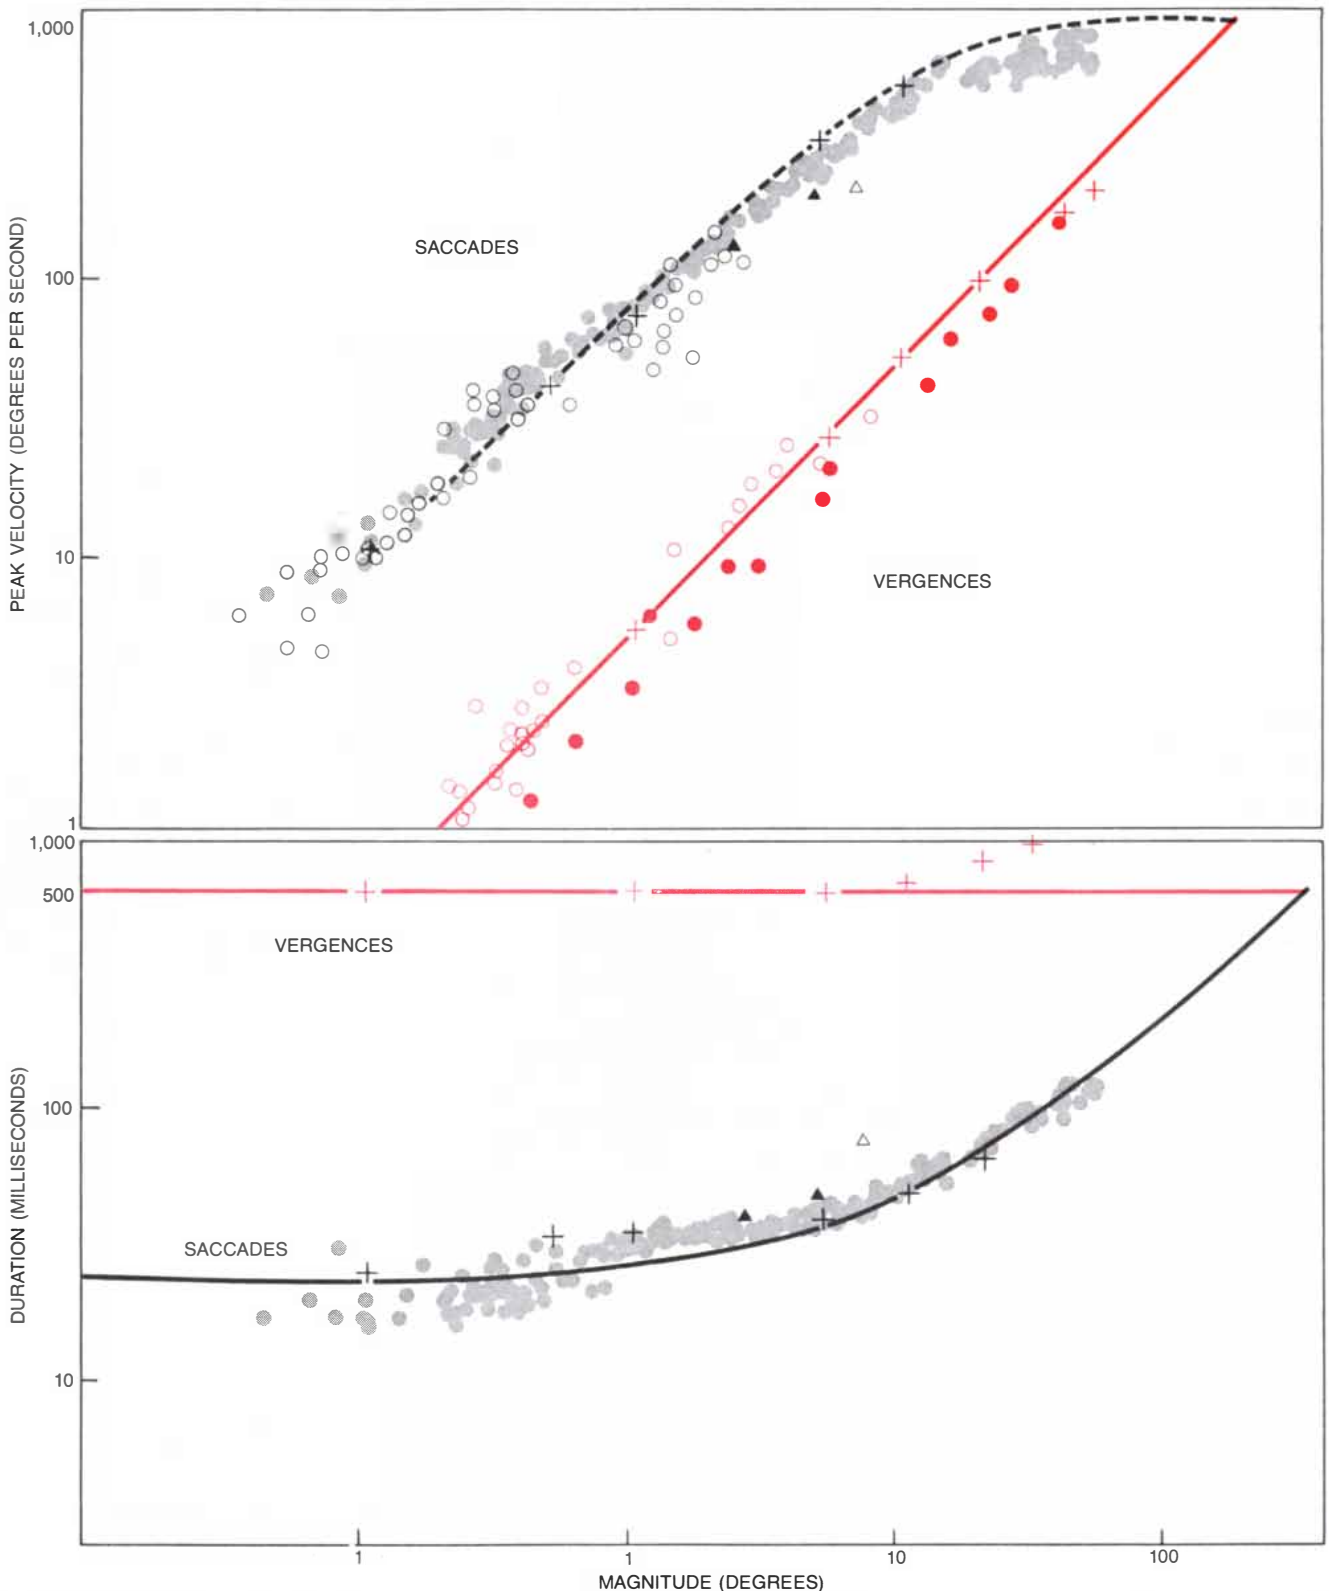 1,000
SACCADES
100
10
VERGENCES
1
PEAK VELOCITY (DEGREES PER SECOND)
1,000
500
VERGENCES
100
SACCADES
10
DURATION (MILLISECONDS)
1 1 10 100
MAGNITUDE (DEGREES)